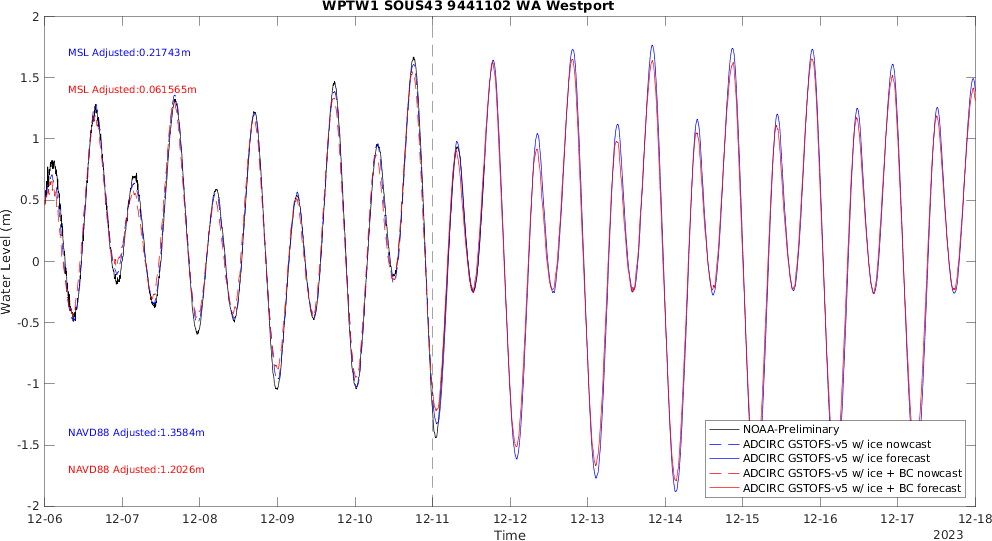 WPTW1 SOUS43 9441102 WA Westport
2
1.5
1
0.5
0
-0.5
-1
-1.5
-2
Water Level (m)
MSL Adjusted:0.21743m
MSL Adjusted:0.061565m
NAVD88 Adjusted:1.3584m
NAVD88 Adjusted:1.2026m
NOAA-Preliminary
ADCIRC GSTOFS-v5 w/ ice nowcast
ADCIRC GSTOFS-v5 w/ ice forecast
ADCIRC GSTOFS-v5 w/ ice + BC nowcast
ADCIRC GSTOFS-v5 w/ ice + BC forecast
12-06 12-07 12-08 12-09 12-10 12-11 12-12 12-13 12-14 12-15 12-16 12-17 12-18
Time
2023